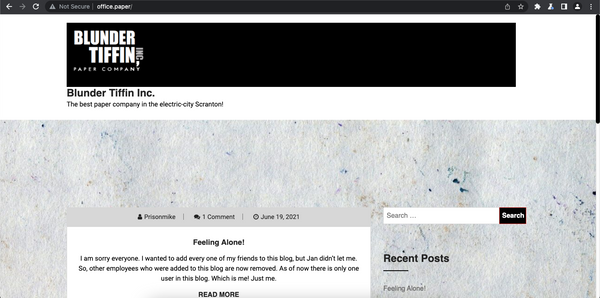 Not Secure | office.paper/
BLUNDER
TIFFIN INC,
PAPER COMPANY
Blunder Tiffin Inc.
The best paper company in the electric-city Scranton!
Prisonmike | 1 Comment | June 19, 2021
Search …
Search
Feeling Alone!
I am sorry everyone. I wanted to add every one of my friends to this blog, but Jan didn't let me.
So, other employees who were added to this blog are now removed. As of now there is only one
user in this blog. Which is me! Just me.
READ MORE
Recent Posts
Feeling Alone!